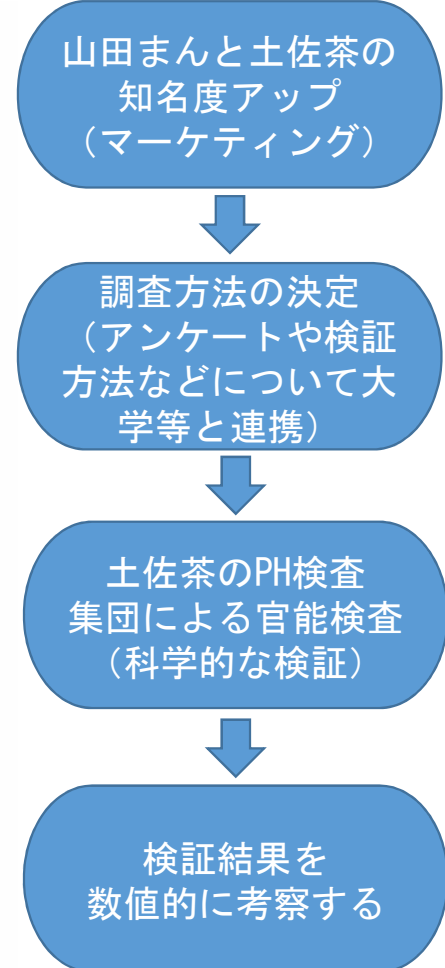 山田まんと土佐茶の
知名度アップ
（マーケティング）
調査方法の決定
（アンケートや検証
方法などについて大
学等と連携）
土佐茶のPH検査
集団による官能検査
（科学的な検証）
検証結果を
数値的に考察する